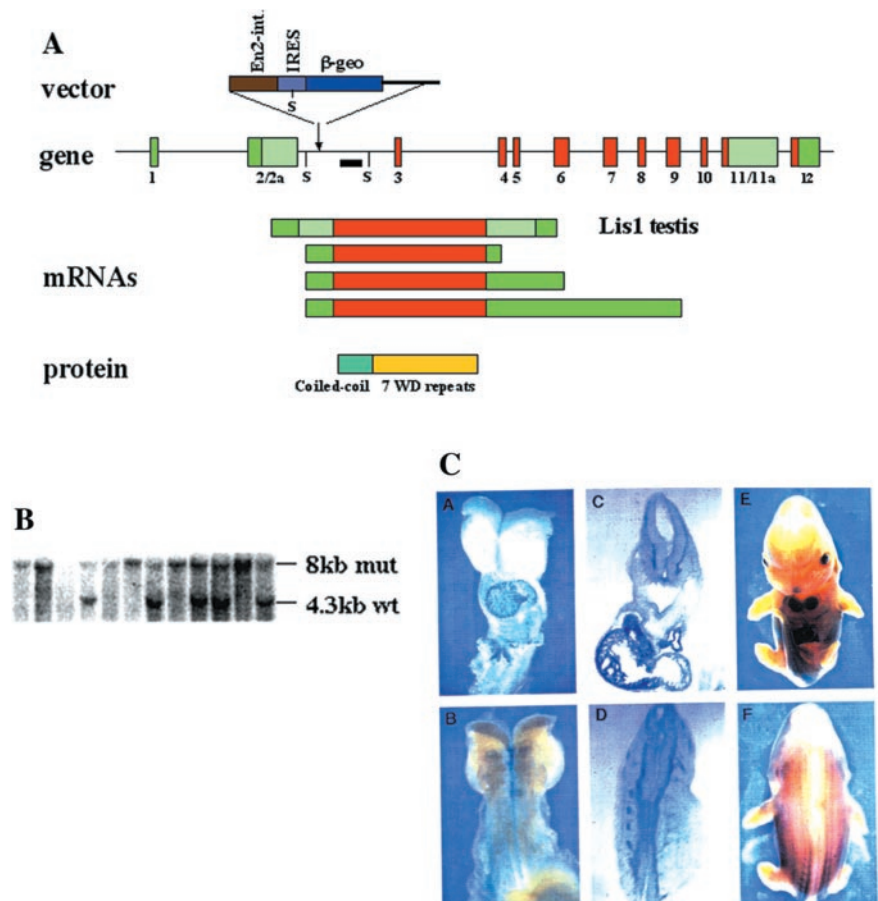 A
En2-int.
IRES
β-geo
vector
S
gene
1
2/2a
S
S
3
4
5
6
7
8
9
10
11/11a
12
Lis1 testis
mRNAs
protein
Coiled-coil
7 WD repeats
B
8kb mut
4.3kb wt
C
A
C
E
B
D
F